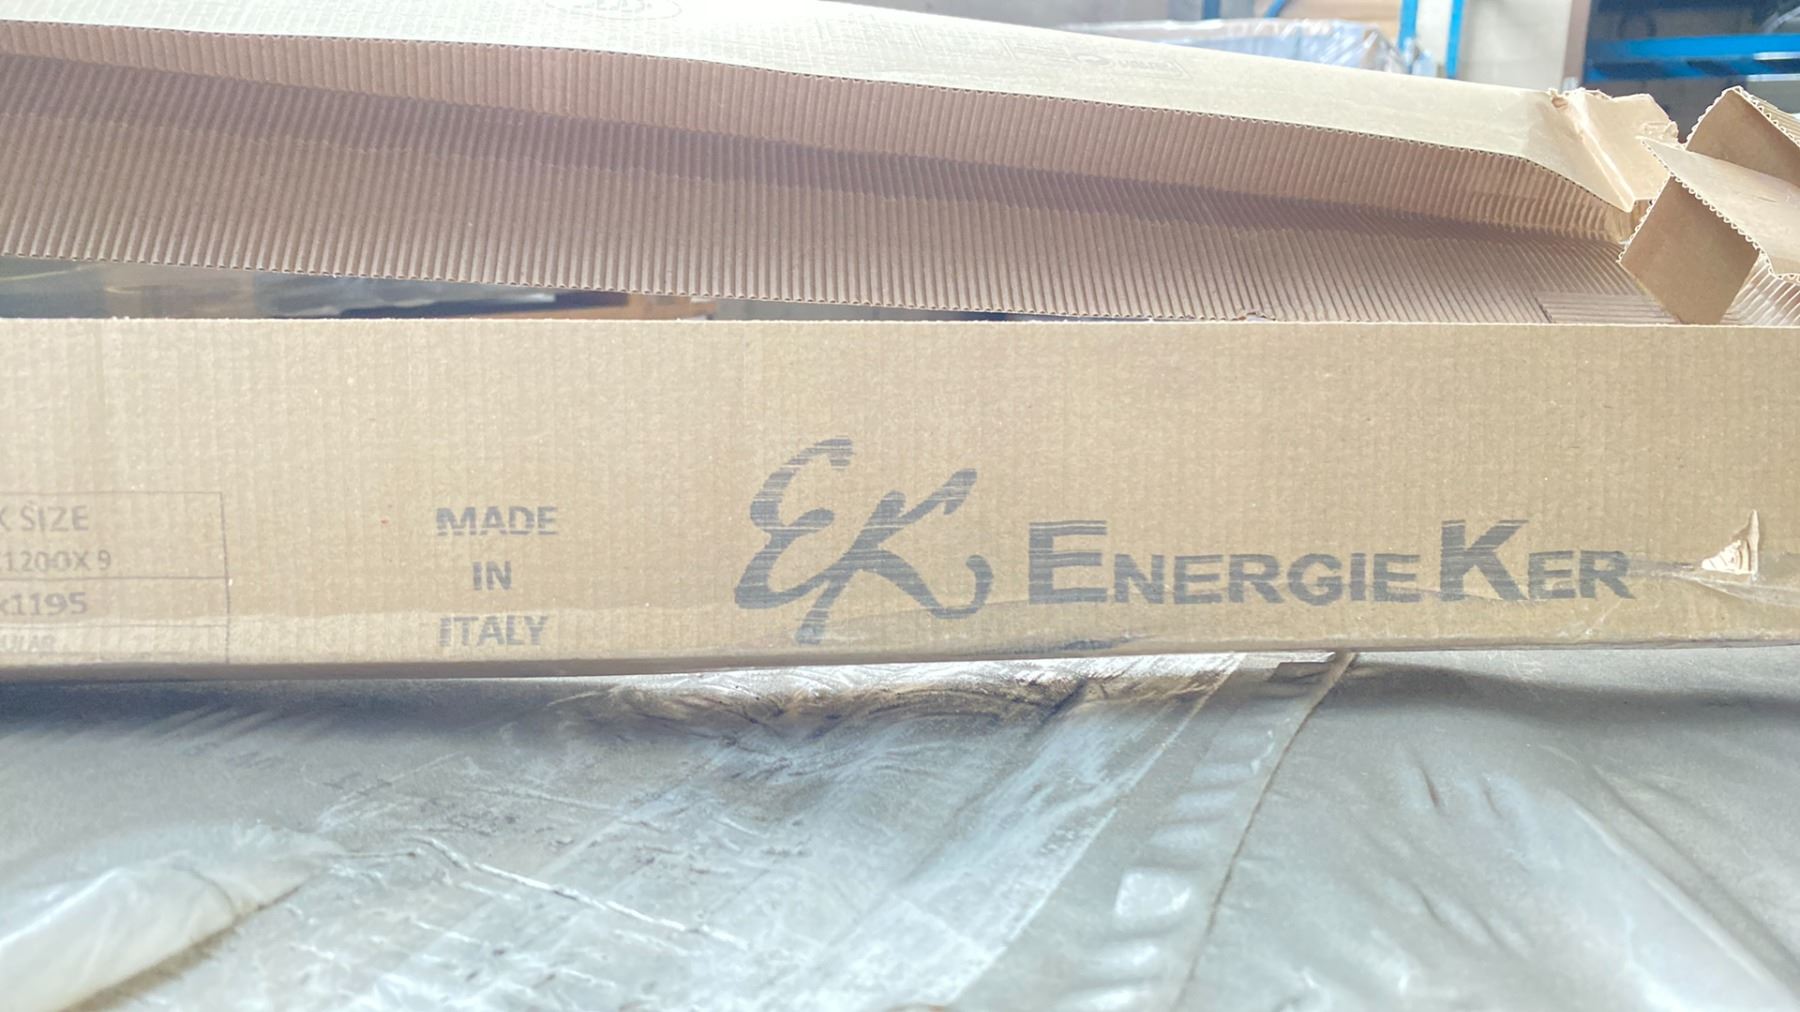 SIZE
1200X 9
x1195
MADE
IN
ITALY
EK ENERGIEKER